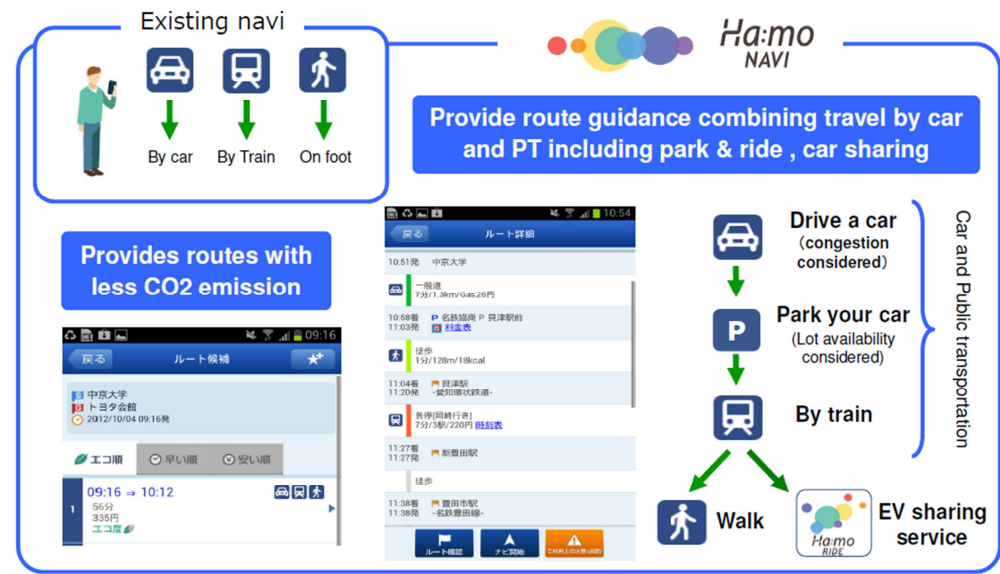 Existing navi
By car
By Train
On foot
Ha:mo
NAVI
Provide route guidance combining travel by car
and PT including park & ride , car sharing
Provides routes with
less CO2 emission
09:16
戻る
ルート候補
中京大学
トヨタ会館
2012/10/04 09:16発
エコ順
早い順
安い順
1
09:16 ⇒ 10:12
56分
335円
エコ度
10:54
戻る
ルート詳細
10:51発 中京大学
一般道
7分/1.3km/Gas26円
10:58着 P 名鉄協商 P 貝津駅前
11:03発 料金表
徒歩
1分/128m/18kcal
11:04着 貝津駅
11:20発 -愛知環状鉄道-
各停[岡崎行き]
7分/3駅/220円 時刻表
11:27着
11:27発 新豊田駅
徒歩
11:38着 豊田市駅
11:38発 -名鉄豊田線-
ルート確認
ナビ開始
Drive a car
(congestion
considered)
P
Park your car
(Lot availability
considered)
By train
Walk
Ha:mo
RIDE
EV sharing
service
Car and Public transportation